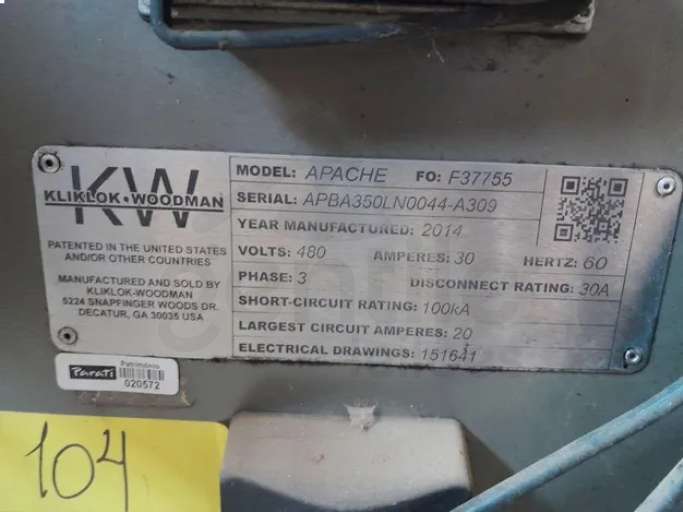 KW
KLIKLOK•WOODMAN
PATENTED IN THE UNITED STATES
AND/OR OTHER COUNTRIES
MANUFACTURED AND SOLD BY
KLIKLOK-WOODMAN
5224 SNAPFINGER WOODS DR.
DECATUR, GA 30035 USA
MODEL: APACHE FO: F37755
SERIAL: APBA350LN0044-A309
YEAR MANUFACTURED: 2014
VOLTS: 480 AMPERES: 30 HERTZ: 60
PHASE: 3 DISCONNECT RATING: 30A
SHORT-CIRCUIT RATING: 100kA
LARGEST CIRCUIT AMPERES: 20
ELECTRICAL DRAWINGS: 151641
Patrimônio
Parati
020572
104